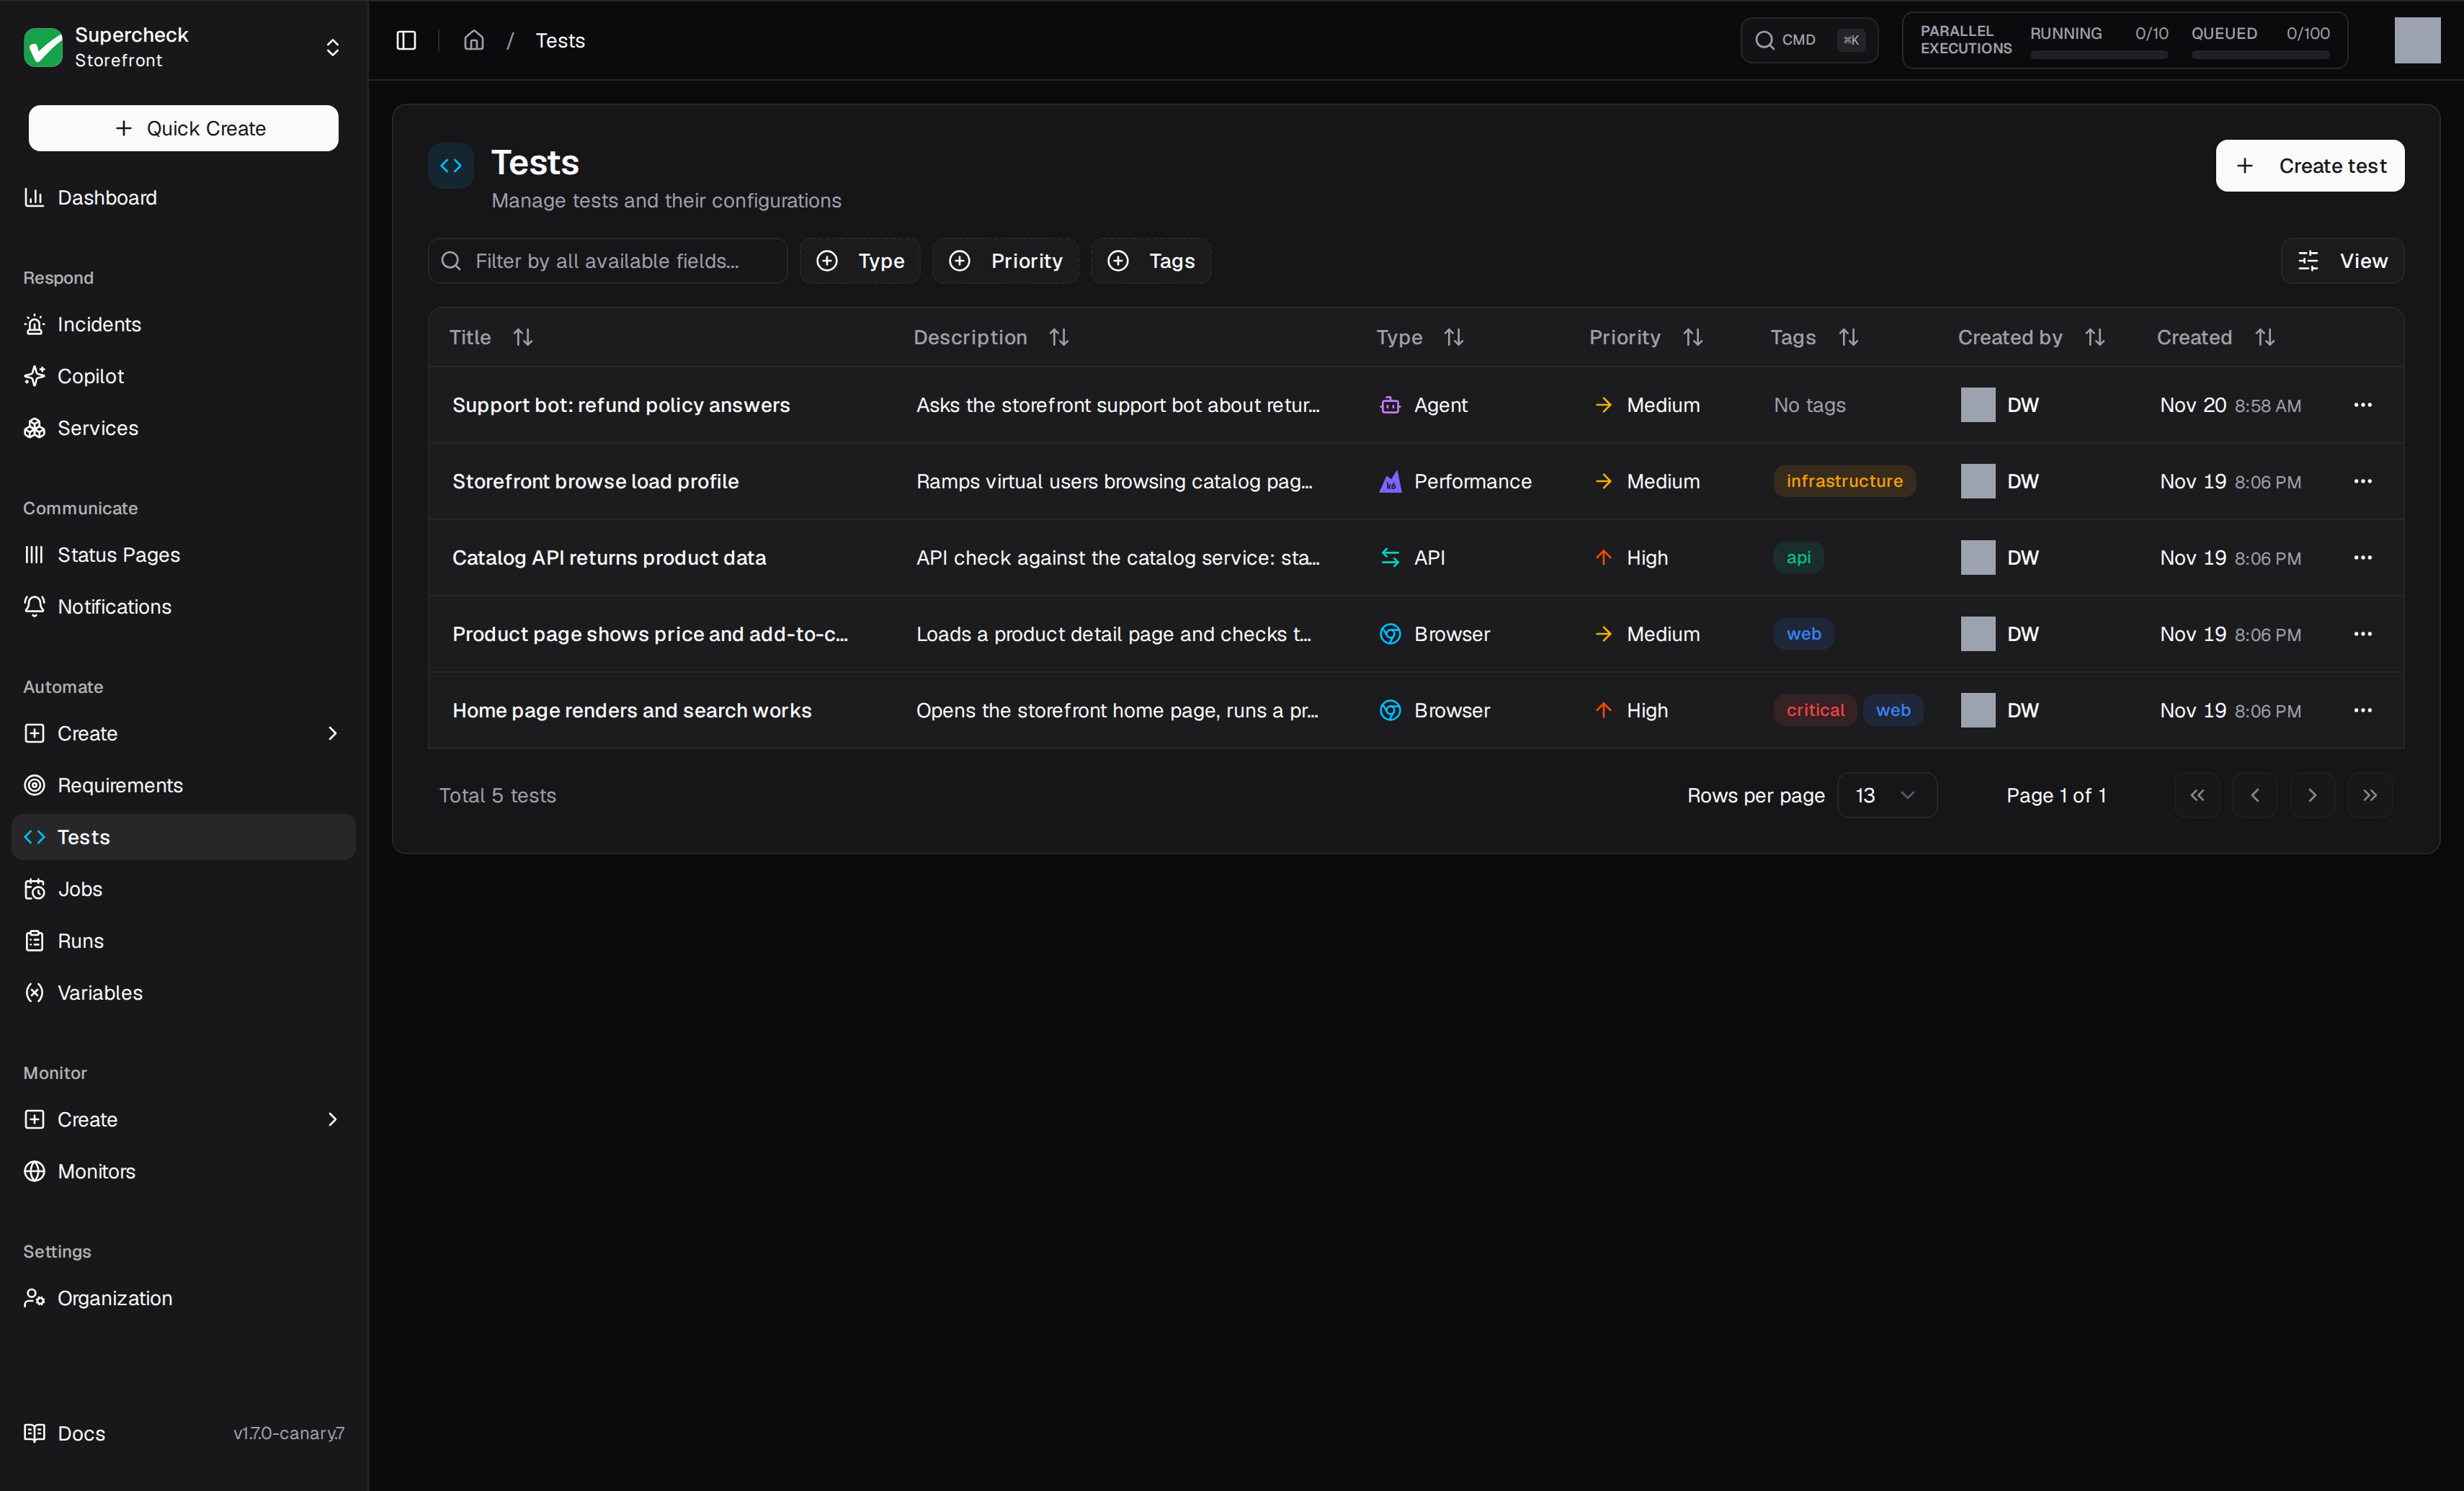 Supercheck
Storefront
Quick Create
Dashboard
Respond
Incidents
Copilot
Services
Communicate
Status Pages
Notifications
Automate
Create
Requirements
Tests
Jobs
Runs
Variables
Monitor
Create
Monitors
Settings
Organization
Docs v1.7.0-canary.7
/ Tests
CMD ⌘K
PARALLEL EXECUTIONS RUNNING 0/10 QUEUED 0/100
Tests
Manage tests and their configurations
Create test
Filter by all available fields...
Type
Priority
Tags
View
Title Description Type Priority Tags Created by Created
Support bot: refund policy answers Asks the storefront support bot about retur... Agent Medium No tags DW Nov 20 8:58 AM
Storefront browse load profile Ramps virtual users browsing catalog pag... k6 Performance Medium infrastructure DW Nov 19 8:06 PM
Catalog API returns product data API check against the catalog service: sta... API High api DW Nov 19 8:06 PM
Product page shows price and add-to-c... Loads a product detail page and checks t... Browser Medium web DW Nov 19 8:06 PM
Home page renders and search works Opens the storefront home page, runs a pr... Browser High critical web DW Nov 19 8:06 PM
Total 5 tests Rows per page 13 Page 1 of 1